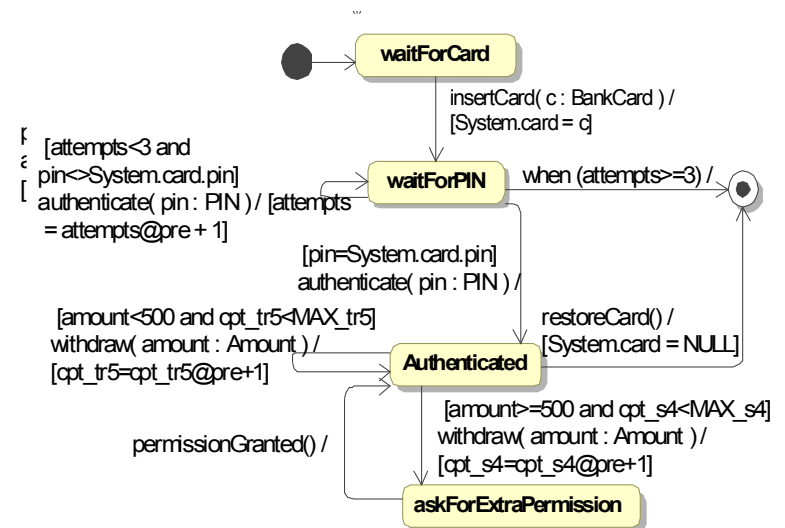 waitForCard
insertCard( c : BankCard ) /
[System.card = c]
[attempts<3 and
pin<>System.card.pin]
authenticate( pin : PIN ) / [attempts
= attempts@pre + 1]
waitForPIN
when (attempts>=3) /
[pin=System.card.pin]
authenticate( pin : PIN ) /
[amount<500 and cpt_tr5<MAX_tr5]
withdraw( amount : Amount ) /
[cpt_tr5=cpt_tr5@pre+1]
restoreCard() /
[System.card = NULL]
Authenticated
[amount>=500 and cpt_s4<MAX_s4]
withdraw( amount : Amount ) /
[cpt_s4=cpt_s4@pre+1]
permissionGranted() /
askForExtraPermission